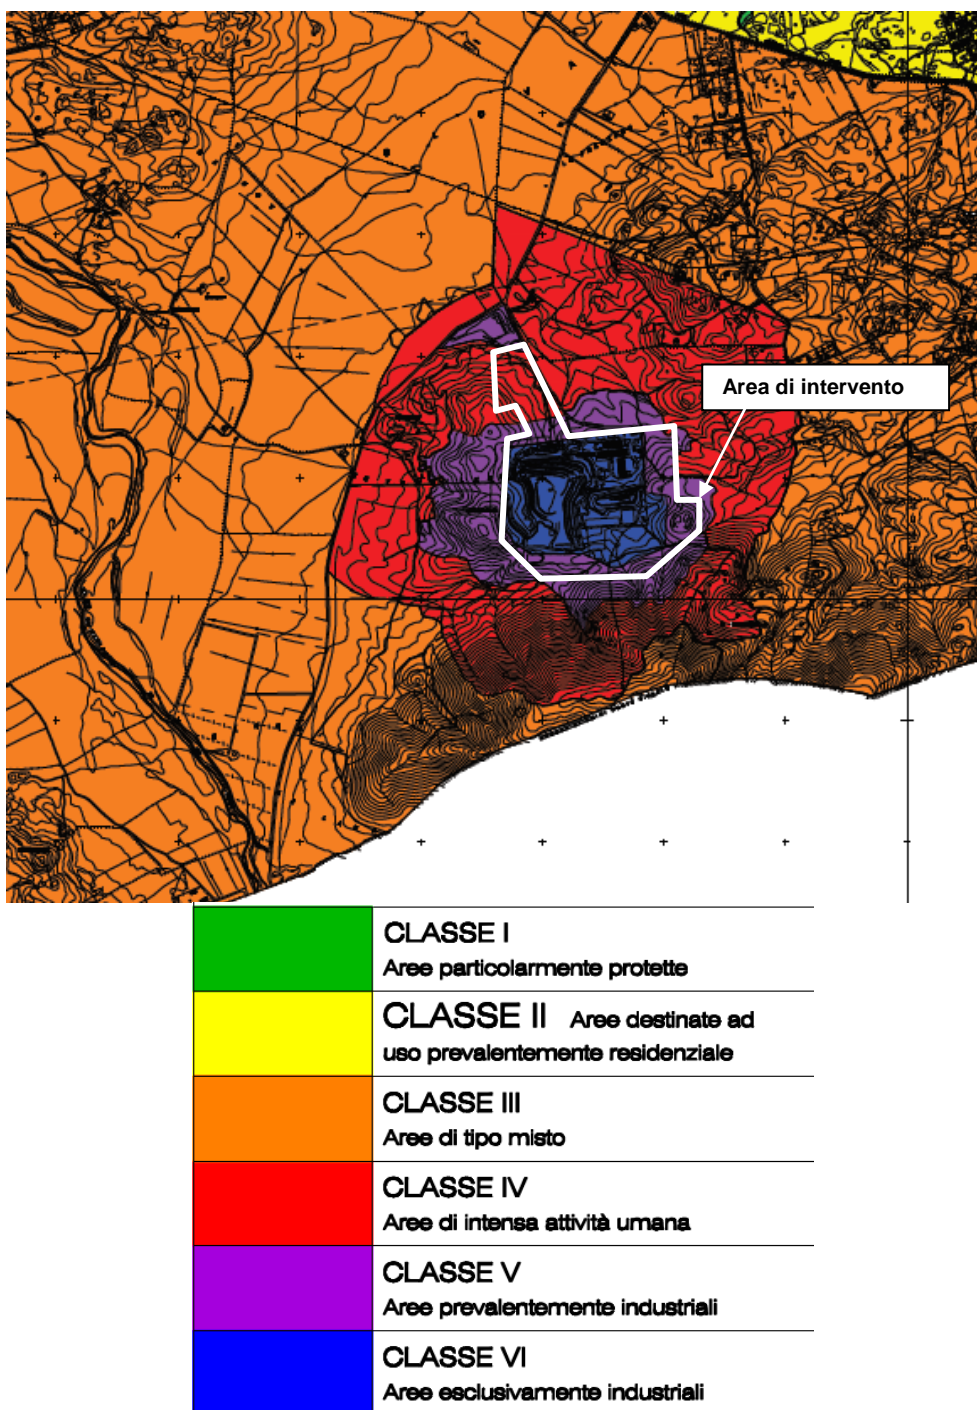 Area di intervento
CLASSE I
Aree particolarmente protette
CLASSE II Aree destinate ad
uso prevalentemente residenziale
CLASSE III
Aree di tipo misto
CLASSE IV
Aree di intensa attività umana
CLASSE V
Aree prevalentemente industriali
CLASSE VI
Aree esclusivamente industriali